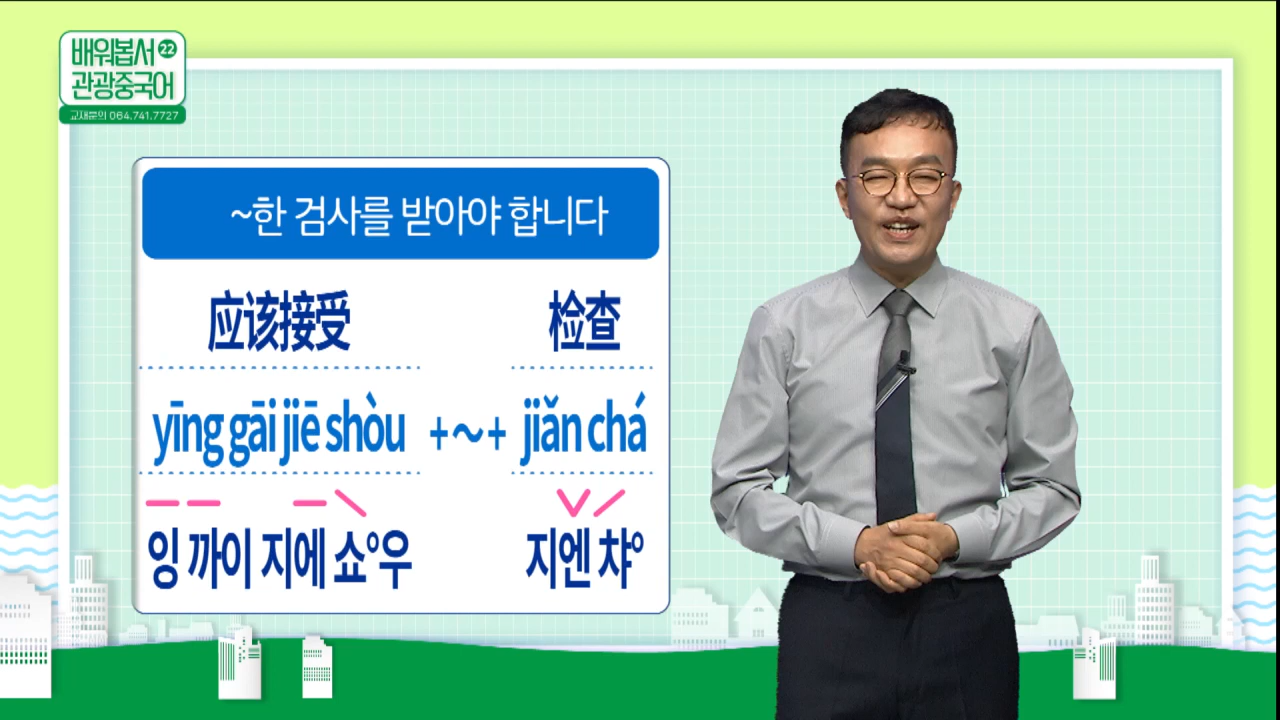 배워봅서 22
관광중국어
교재문의 064.741.7727
~한 검사를 받아야 합니다
应该接受 检查
yīng gāi jiē shòu +~+ jiǎn chá
잉 까이 지에 쇼°우 지엔 챠°